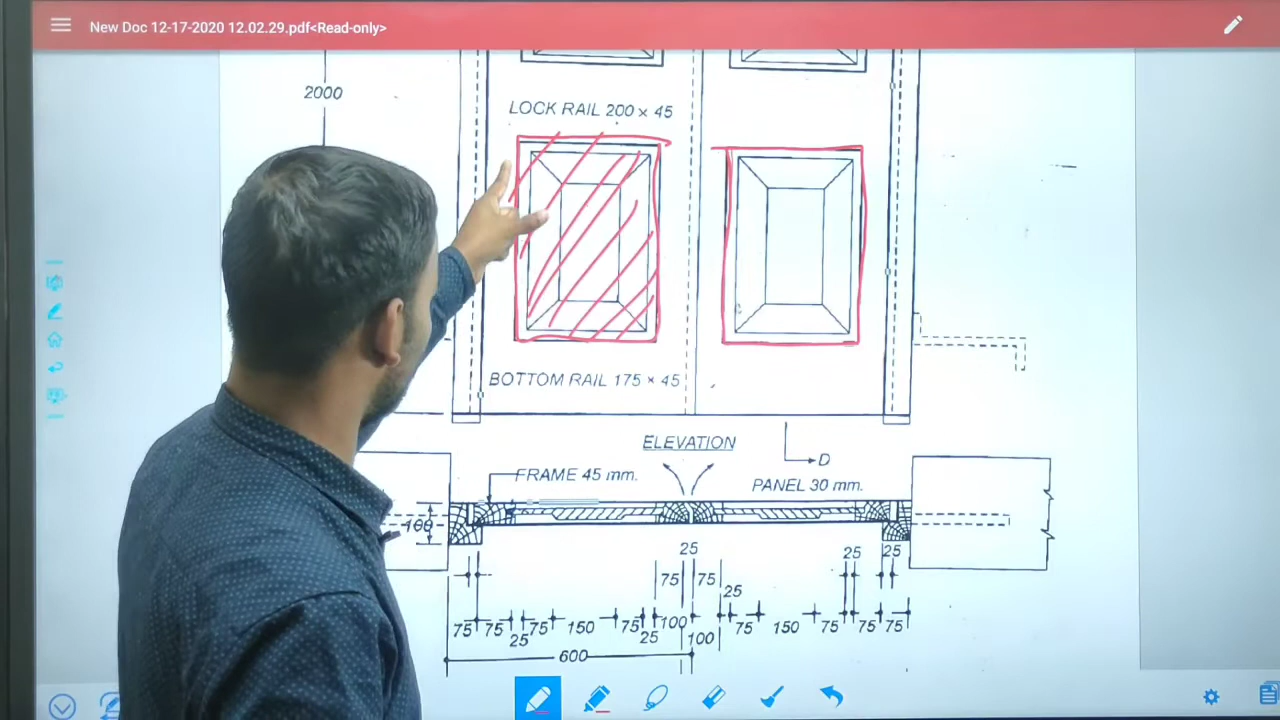 New Doc 12-17-2020 12.02.29.pdf<Read-only>
2000
LOCK RAIL 200 × 45
BOTTOM RAIL 175 × 45
ELEVATION
D
FRAME 45 mm.
PANEL 30 mm.
100
25
25 25
75 75
25
75 75 75 150 75 100 75 150 75 75 75
25 25 100
600